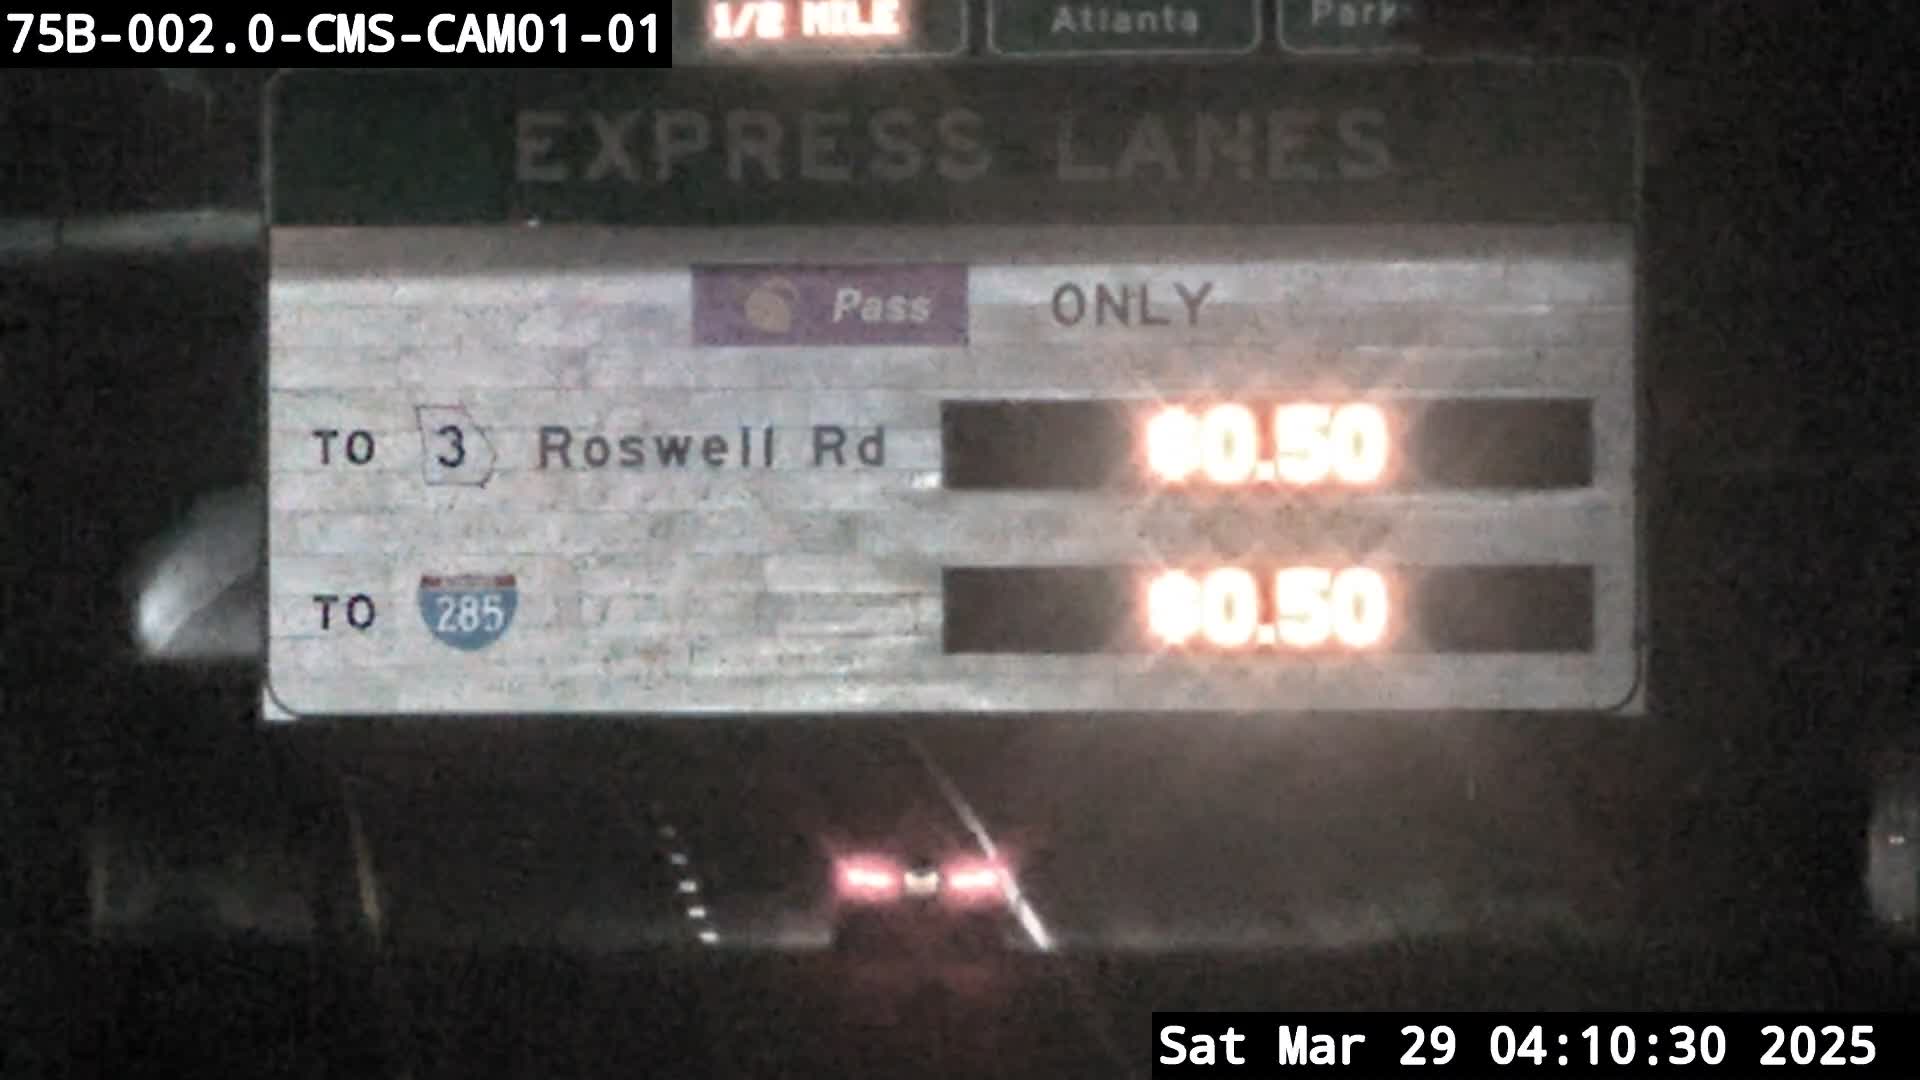 75B-002.0-CMS-CAM01-01
1/2 MILE
Atlanta
Park
EXPRESS LANES
Pass ONLY
TO 3 Roswell Rd $0.50
TO 285 $0.50
Sat Mar 29 04:10:30 2025